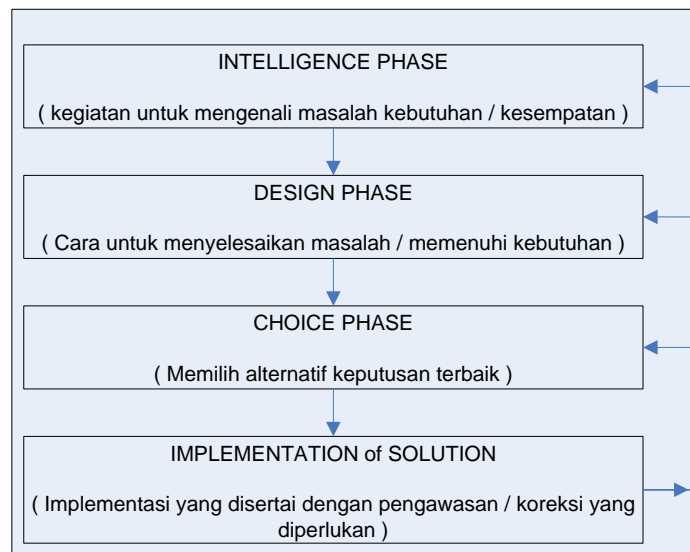 INTELLIGENCE PHASE
( kegiatan untuk mengenali masalah kebutuhan / kesempatan )
DESIGN PHASE
( Cara untuk menyelesaikan masalah / memenuhi kebutuhan )
CHOICE PHASE
( Memilih alternatif keputusan terbaik )
IMPLEMENTATION of SOLUTION
( Implementasi yang disertai dengan pengawasan / koreksi yang
diperlukan )